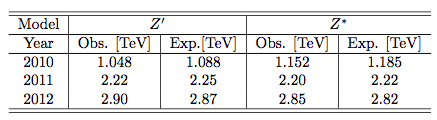 Model Z′ Z*
Year Obs. [TeV] Exp.[TeV] Obs. [TeV] Exp. [TeV]
2010 1.048 1.088 1.152 1.185
2011 2.22 2.25 2.20 2.22
2012 2.90 2.87 2.85 2.82